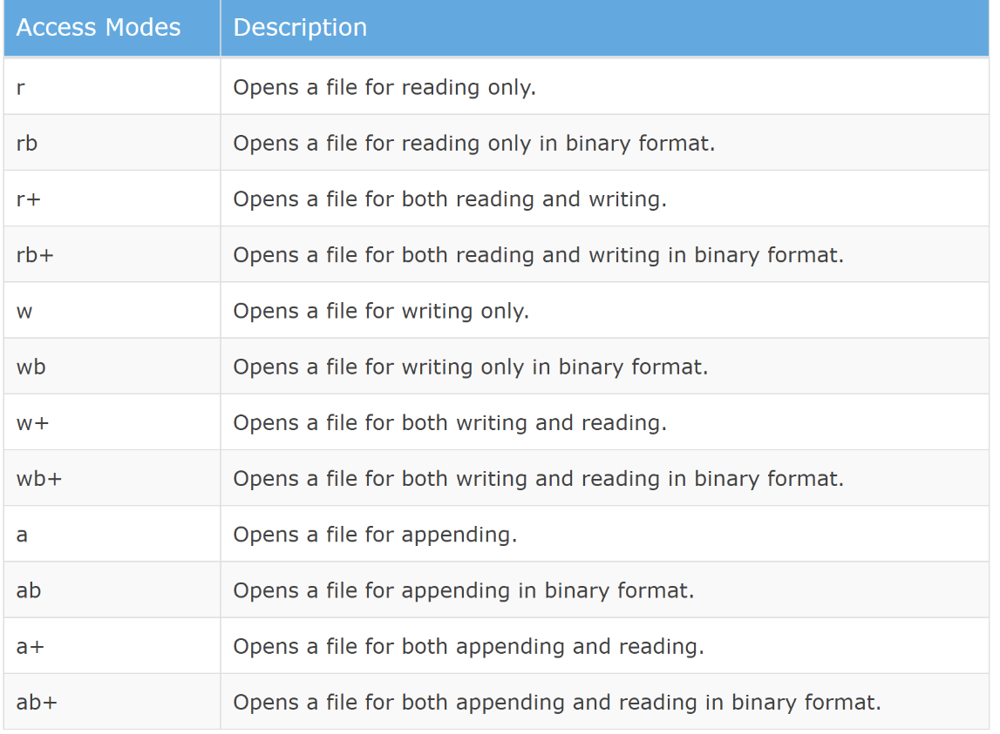 Access Modes Description
r Opens a file for reading only.
rb Opens a file for reading only in binary format.
r+ Opens a file for both reading and writing.
rb+ Opens a file for both reading and writing in binary format.
w Opens a file for writing only.
wb Opens a file for writing only in binary format.
w+ Opens a file for both writing and reading.
wb+ Opens a file for both writing and reading in binary format.
a Opens a file for appending.
ab Opens a file for appending in binary format.
a+ Opens a file for both appending and reading.
ab+ Opens a file for both appending and reading in binary format.